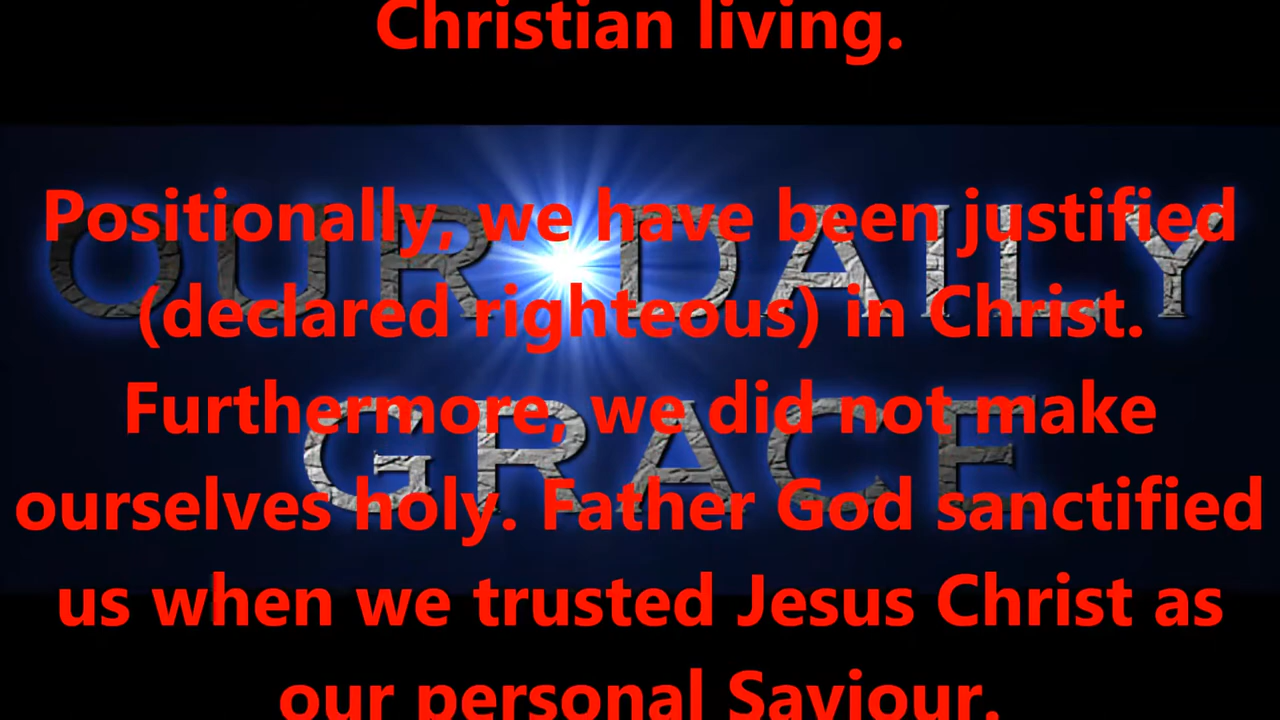 Christian living.
Positionally, we have been justified
(declared righteous) in Christ.
Furthermore, we did not make
ourselves holy. Father God sanctified
us when we trusted Jesus Christ as
our personal Saviour.
OUR DAILY
GRACE